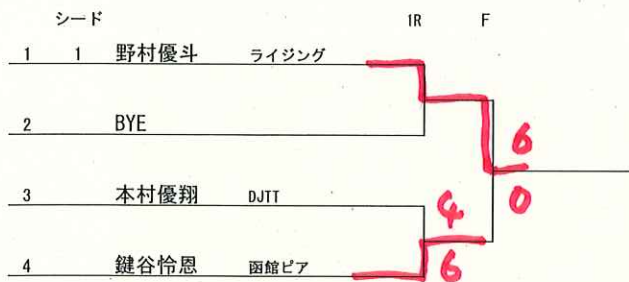 シード 1R F
1 1 野村優斗 ライジング
6
2 BYE
0
3 本村優翔 DJTT
4
6
4 鍵谷怜恩 函館ピア